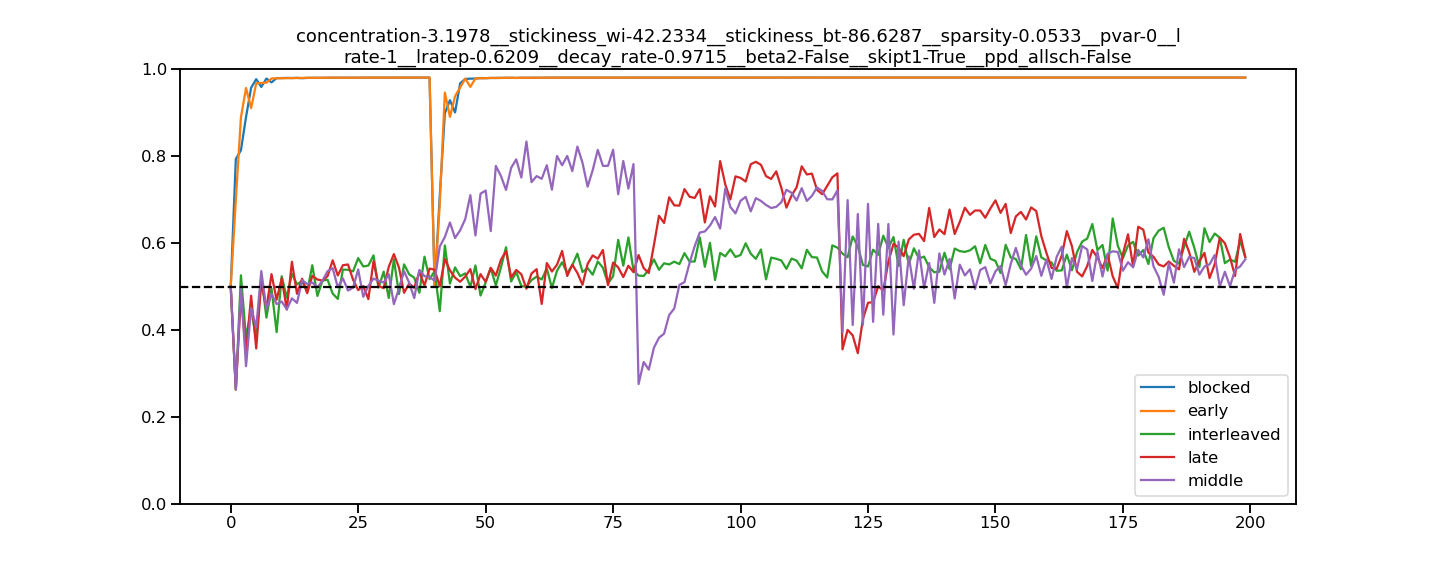 concentration-3.1978__stickiness_wi-42.2334__stickiness_bt-86.6287__sparsity-0.0533__pvar-0__l
rate-1__lratep-0.6209__decay_rate-0.9715__beta2-False__skipt1-True__ppd_allsch-False
1.0
0.8
0.6
0.4
0.2
0.0
0 25 50 75 100 125 150 175 200
blocked
early
interleaved
late
middle